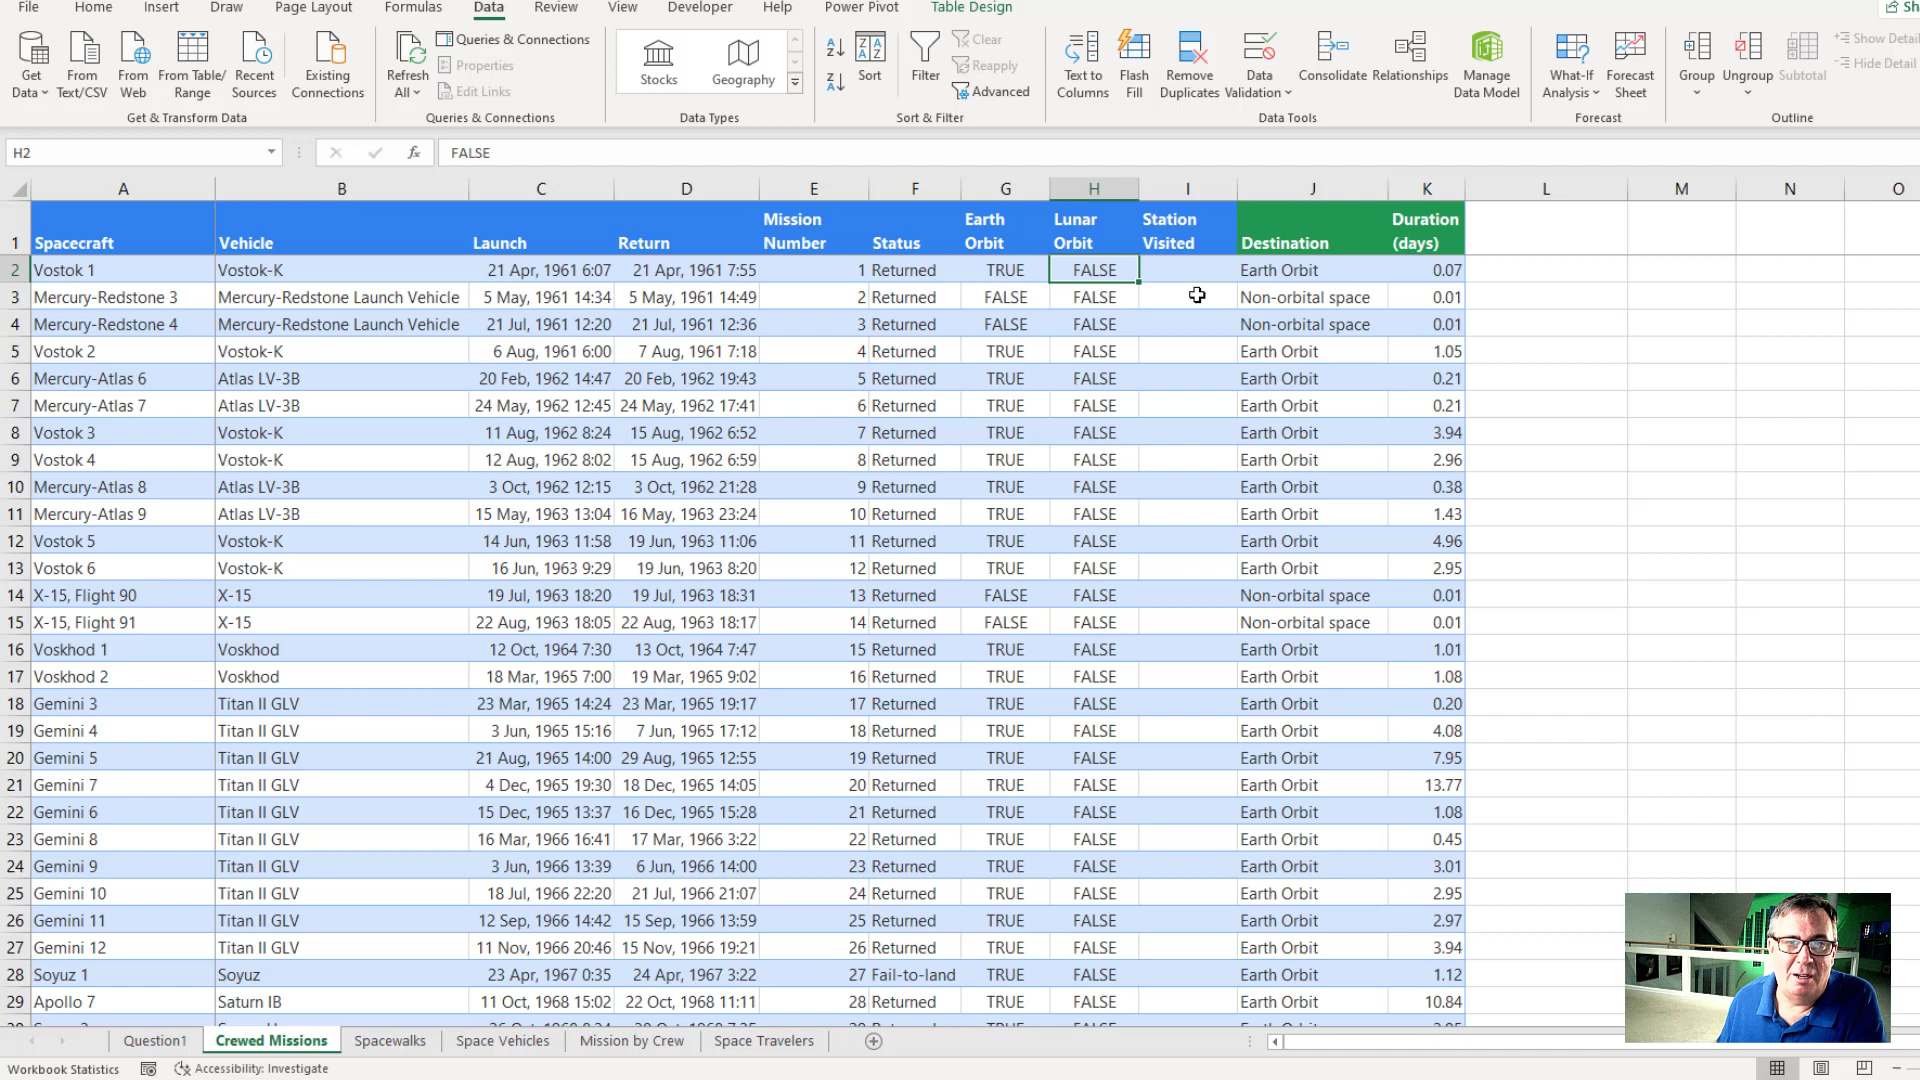 File Home Insert Draw Page Layout Formulas Data Review View Developer Help Power Pivot Table Design Sh
Get Data
From Text/CSV
From Web
From Table/ Range
Recent Sources
Existing Connections
Get & Transform Data
Refresh All
Queries & Connections
Properties
Edit Links
Queries & Connections
Stocks
Geography
Data Types
Sort
Filter
Clear
Reapply
Advanced
Sort & Filter
Text to Columns
Flash Fill
Remove Duplicates
Data Validation
Consolidate
Relationships
Manage Data Model
Data Tools
What-If Analysis
Forecast Sheet
Forecast
Group
Ungroup
Subtotal
Show Detail
Hide Detail
Outline
H2 fx FALSE
A B C D E F G H I J K L M N O
1 Spacecraft Vehicle Launch Return Mission Number Status Earth Orbit Lunar Orbit Station Visited Destination Duration (days)
2 Vostok 1 Vostok-K 21 Apr, 1961 6:07 21 Apr, 1961 7:55 1 Returned TRUE FALSE Earth Orbit 0.07
3 Mercury-Redstone 3 Mercury-Redstone Launch Vehicle 5 May, 1961 14:34 5 May, 1961 14:49 2 Returned FALSE FALSE Non-orbital space 0.01
4 Mercury-Redstone 4 Mercury-Redstone Launch Vehicle 21 Jul, 1961 12:20 21 Jul, 1961 12:36 3 Returned FALSE FALSE Non-orbital space 0.01
5 Vostok 2 Vostok-K 6 Aug, 1961 6:00 7 Aug, 1961 7:18 4 Returned TRUE FALSE Earth Orbit 1.05
6 Mercury-Atlas 6 Atlas LV-3B 20 Feb, 1962 14:47 20 Feb, 1962 19:43 5 Returned TRUE FALSE Earth Orbit 0.21
7 Mercury-Atlas 7 Atlas LV-3B 24 May, 1962 12:45 24 May, 1962 17:41 6 Returned TRUE FALSE Earth Orbit 0.21
8 Vostok 3 Vostok-K 11 Aug, 1962 8:24 15 Aug, 1962 6:52 7 Returned TRUE FALSE Earth Orbit 3.94
9 Vostok 4 Vostok-K 12 Aug, 1962 8:02 15 Aug, 1962 6:59 8 Returned TRUE FALSE Earth Orbit 2.96
10 Mercury-Atlas 8 Atlas LV-3B 3 Oct, 1962 12:15 3 Oct, 1962 21:28 9 Returned TRUE FALSE Earth Orbit 0.38
11 Mercury-Atlas 9 Atlas LV-3B 15 May, 1963 13:04 16 May, 1963 23:24 10 Returned TRUE FALSE Earth Orbit 1.43
12 Vostok 5 Vostok-K 14 Jun, 1963 11:58 19 Jun, 1963 11:06 11 Returned TRUE FALSE Earth Orbit 4.96
13 Vostok 6 Vostok-K 16 Jun, 1963 9:29 19 Jun, 1963 8:20 12 Returned TRUE FALSE Earth Orbit 2.95
14 X-15, Flight 90 X-15 19 Jul, 1963 18:20 19 Jul, 1963 18:31 13 Returned FALSE FALSE Non-orbital space 0.01
15 X-15, Flight 91 X-15 22 Aug, 1963 18:05 22 Aug, 1963 18:17 14 Returned FALSE FALSE Non-orbital space 0.01
16 Voskhod 1 Voskhod 12 Oct, 1964 7:30 13 Oct, 1964 7:47 15 Returned TRUE FALSE Earth Orbit 1.01
17 Voskhod 2 Voskhod 18 Mar, 1965 7:00 19 Mar, 1965 9:02 16 Returned TRUE FALSE Earth Orbit 1.08
18 Gemini 3 Titan II GLV 23 Mar, 1965 14:24 23 Mar, 1965 19:17 17 Returned TRUE FALSE Earth Orbit 0.20
19 Gemini 4 Titan II GLV 3 Jun, 1965 15:16 7 Jun, 1965 17:12 18 Returned TRUE FALSE Earth Orbit 4.08
20 Gemini 5 Titan II GLV 21 Aug, 1965 14:00 29 Aug, 1965 12:55 19 Returned TRUE FALSE Earth Orbit 7.95
21 Gemini 7 Titan II GLV 4 Dec, 1965 19:30 18 Dec, 1965 14:05 20 Returned TRUE FALSE Earth Orbit 13.77
22 Gemini 6 Titan II GLV 15 Dec, 1965 13:37 16 Dec, 1965 15:28 21 Returned TRUE FALSE Earth Orbit 1.08
23 Gemini 8 Titan II GLV 16 Mar, 1966 16:41 17 Mar, 1966 3:22 22 Returned TRUE FALSE Earth Orbit 0.45
24 Gemini 9 Titan II GLV 3 Jun, 1966 13:39 6 Jun, 1966 14:00 23 Returned TRUE FALSE Earth Orbit 3.01
25 Gemini 10 Titan II GLV 18 Jul, 1966 22:20 21 Jul, 1966 21:07 24 Returned TRUE FALSE Earth Orbit 2.95
26 Gemini 11 Titan II GLV 12 Sep, 1966 14:42 15 Sep, 1966 13:59 25 Returned TRUE FALSE Earth Orbit 2.97
27 Gemini 12 Titan II GLV 11 Nov, 1966 20:46 15 Nov, 1966 19:21 26 Returned TRUE FALSE Earth Orbit 3.94
28 Soyuz 1 Soyuz 23 Apr, 1967 0:35 24 Apr, 1967 3:22 27 Fail-to-land TRUE FALSE Earth Orbit 1.12
29 Apollo 7 Saturn IB 11 Oct, 1968 15:02 22 Oct, 1968 11:11 28 Returned TRUE FALSE Earth Orbit 10.84
Question1 Crewed Missions Spacewalks Space Vehicles Mission by Crew Space Travelers
Workbook Statistics Accessibility: Investigate